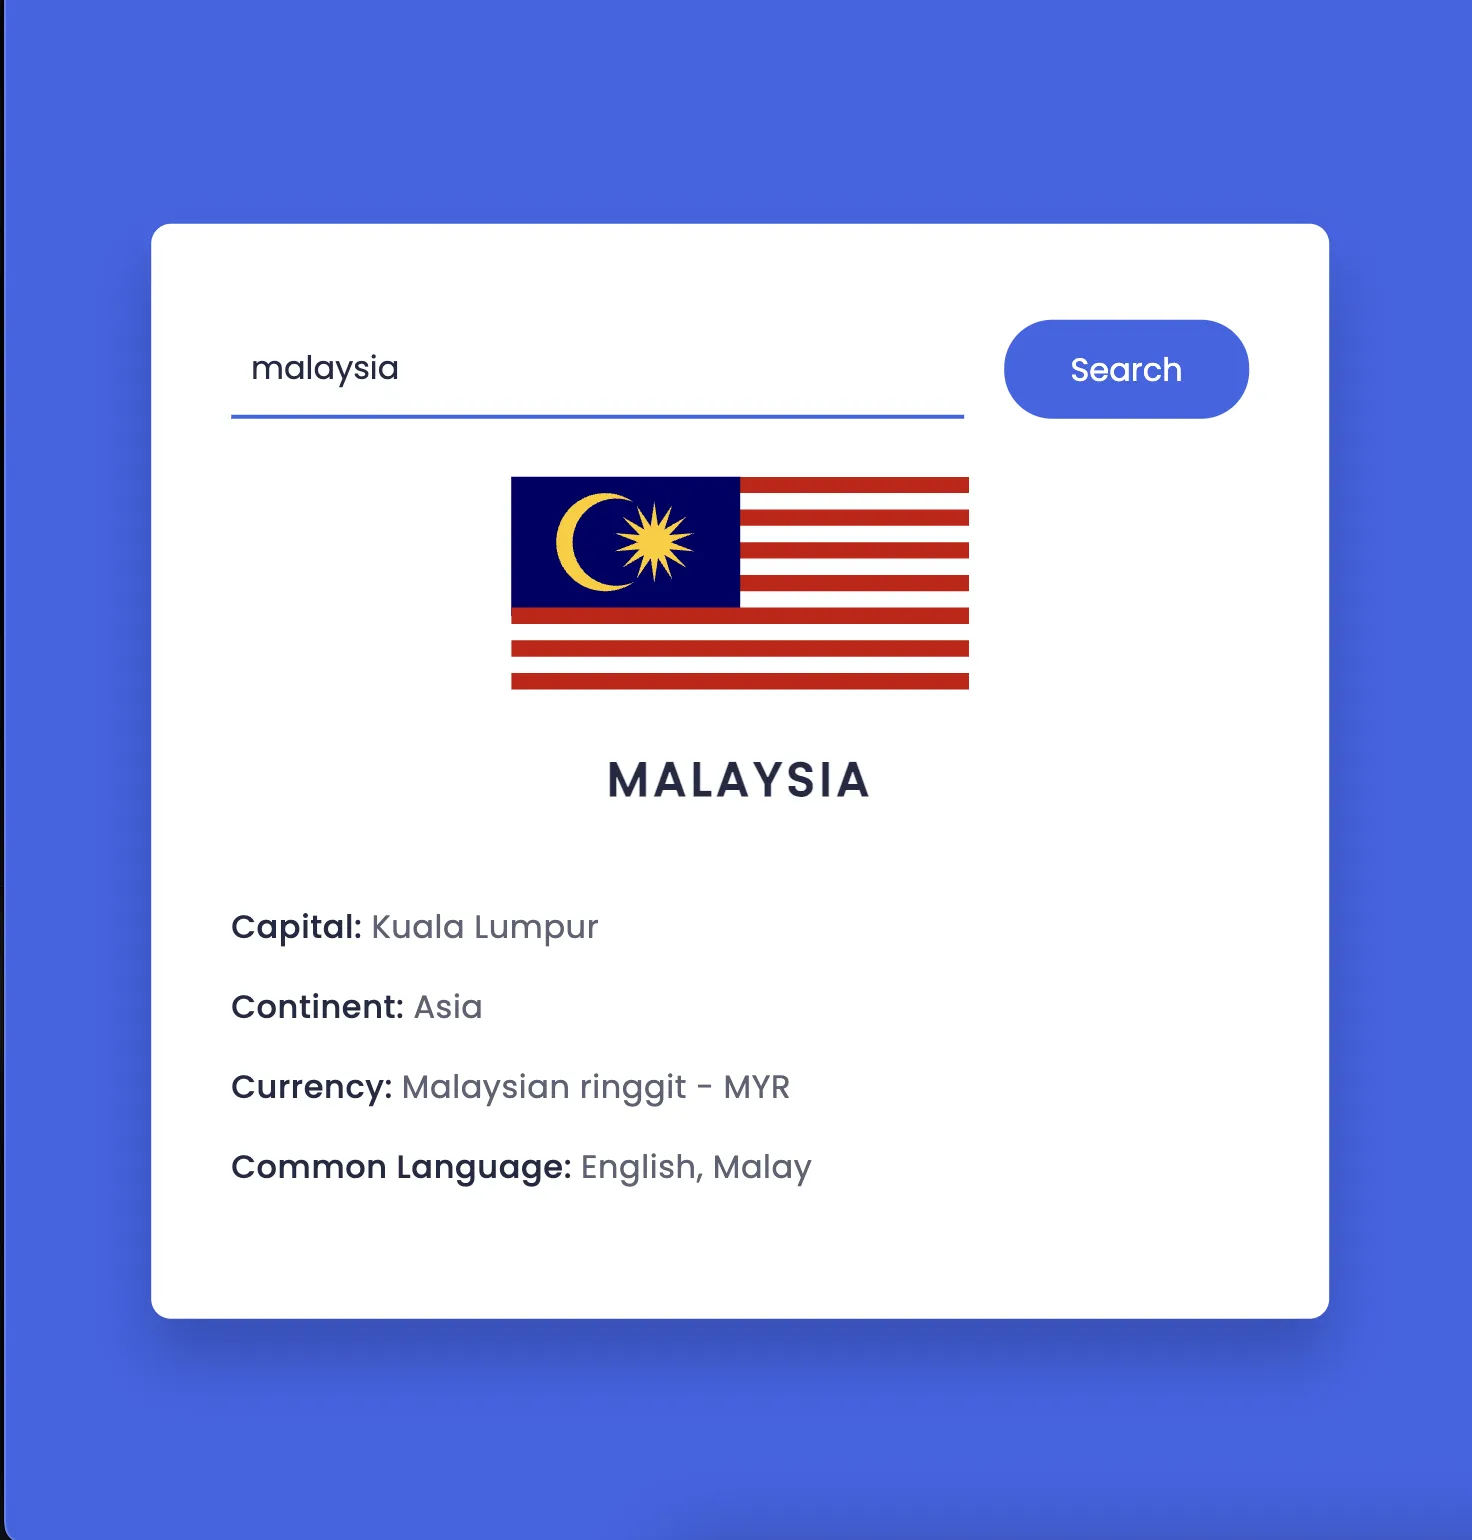 malaysia
Search
MALAYSIA
Capital: Kuala Lumpur
Continent: Asia
Currency: Malaysian ringgit - MYR
Common Language: English, Malay